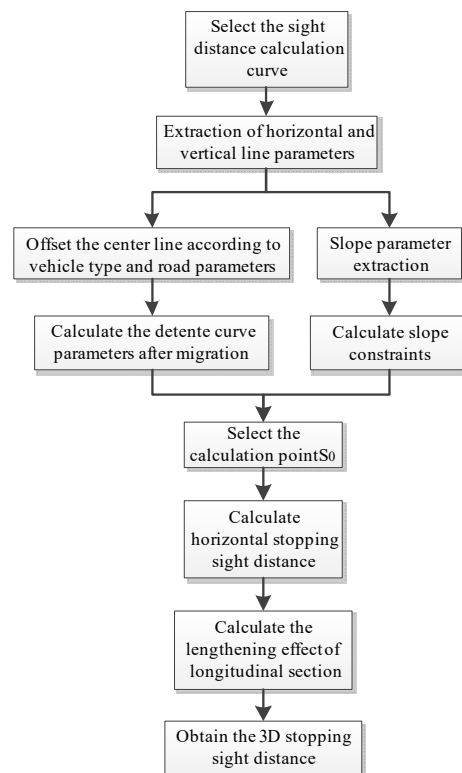 Select the sight
distance calculation
curve
Extraction of horizontal and
vertical line parameters
Offset the center line according to
vehicle type and road parameters
Slope parameter
extraction
Calculate the detente curve
parameters after migration
Calculate slope
constraints
Select the
calculation pointS0
Calculate
horizontal stopping
sight distance
Calculate the
lengthening effect of
longitudinal section
Obtain the 3D stopping
sight distance